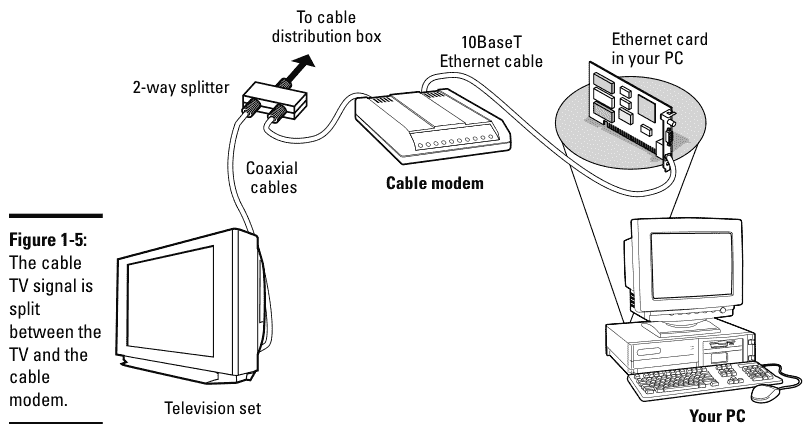 To cable
distribution box
2-way splitter
10BaseT
Ethernet cable
Ethernet card
in your PC
Coaxial
cables
Cable modem
Figure 1-5:
The cable
TV signal is
split
between the
TV and the
cable
modem.
Television set
Your PC